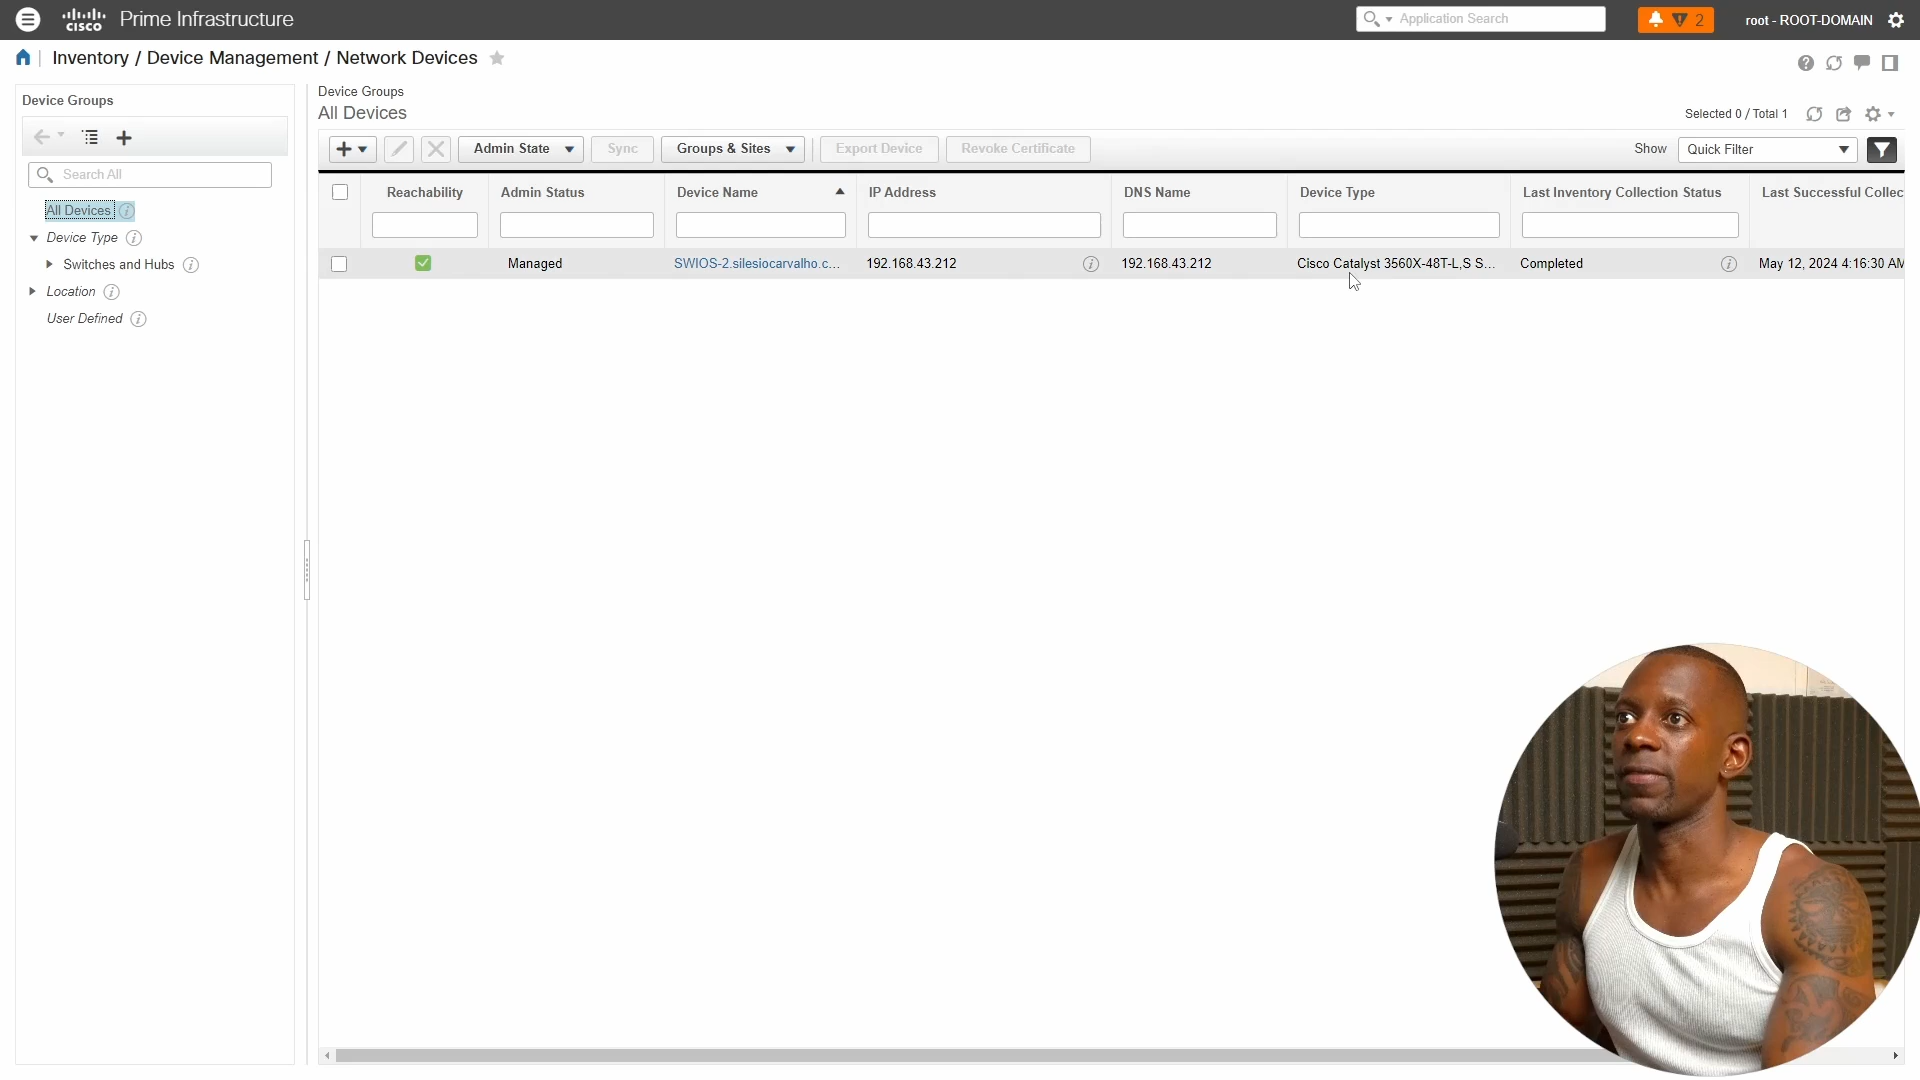 cisco Prime Infrastructure
Application Search
2
root - ROOT-DOMAIN
Inventory / Device Management / Network Devices
Device Groups
Search All
All Devices
Device Type
Switches and Hubs
Location
User Defined
Device Groups
All Devices
Selected 0 / Total 1
Admin State
Sync
Groups & Sites
Export Device
Revoke Certificate
Show
Quick Filter
Reachability Admin Status Device Name IP Address DNS Name Device Type Last Inventory Collection Status Last Successful Collec
Managed SWIOS-2.silesiocarvalho.c... 192.168.43.212 192.168.43.212 Cisco Catalyst 3560X-48T-L,S S... Completed May 12, 2024 4:16:30 AM